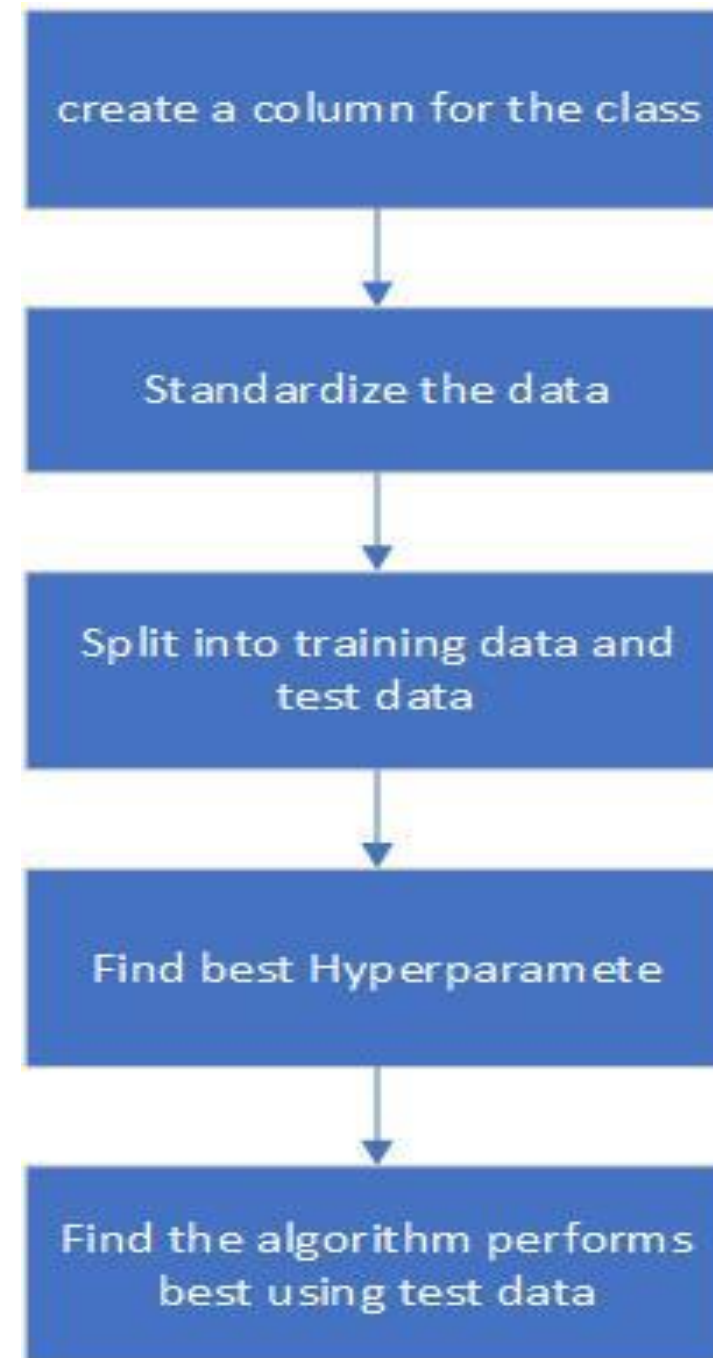 create a column for the class
Standardize the data
Split into training data and
test data
Find best Hyperparamete
Find the algorithm performs
best using test data